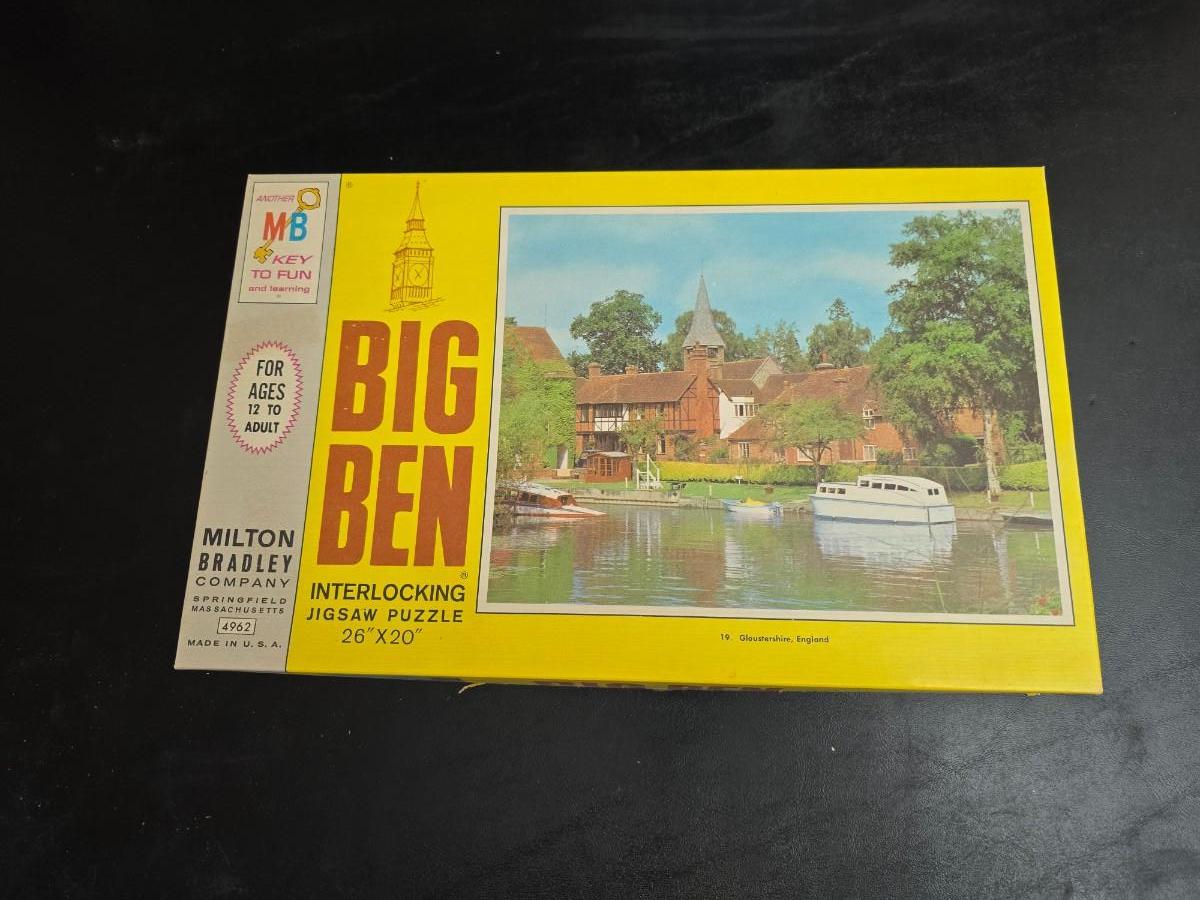 ANOTHER
MB
KEY
TO FUN
and learning
®
FOR
AGES
12 TO
ADULT
MILTON
BRADLEY
COMPANY
SPRINGFIELD
MASSACHUSETTS
4962
MADE IN U. S. A.
®
BIG
BEN
®
INTERLOCKING
JIGSAW PUZZLE
26"X20"
19. Gloustershire, England